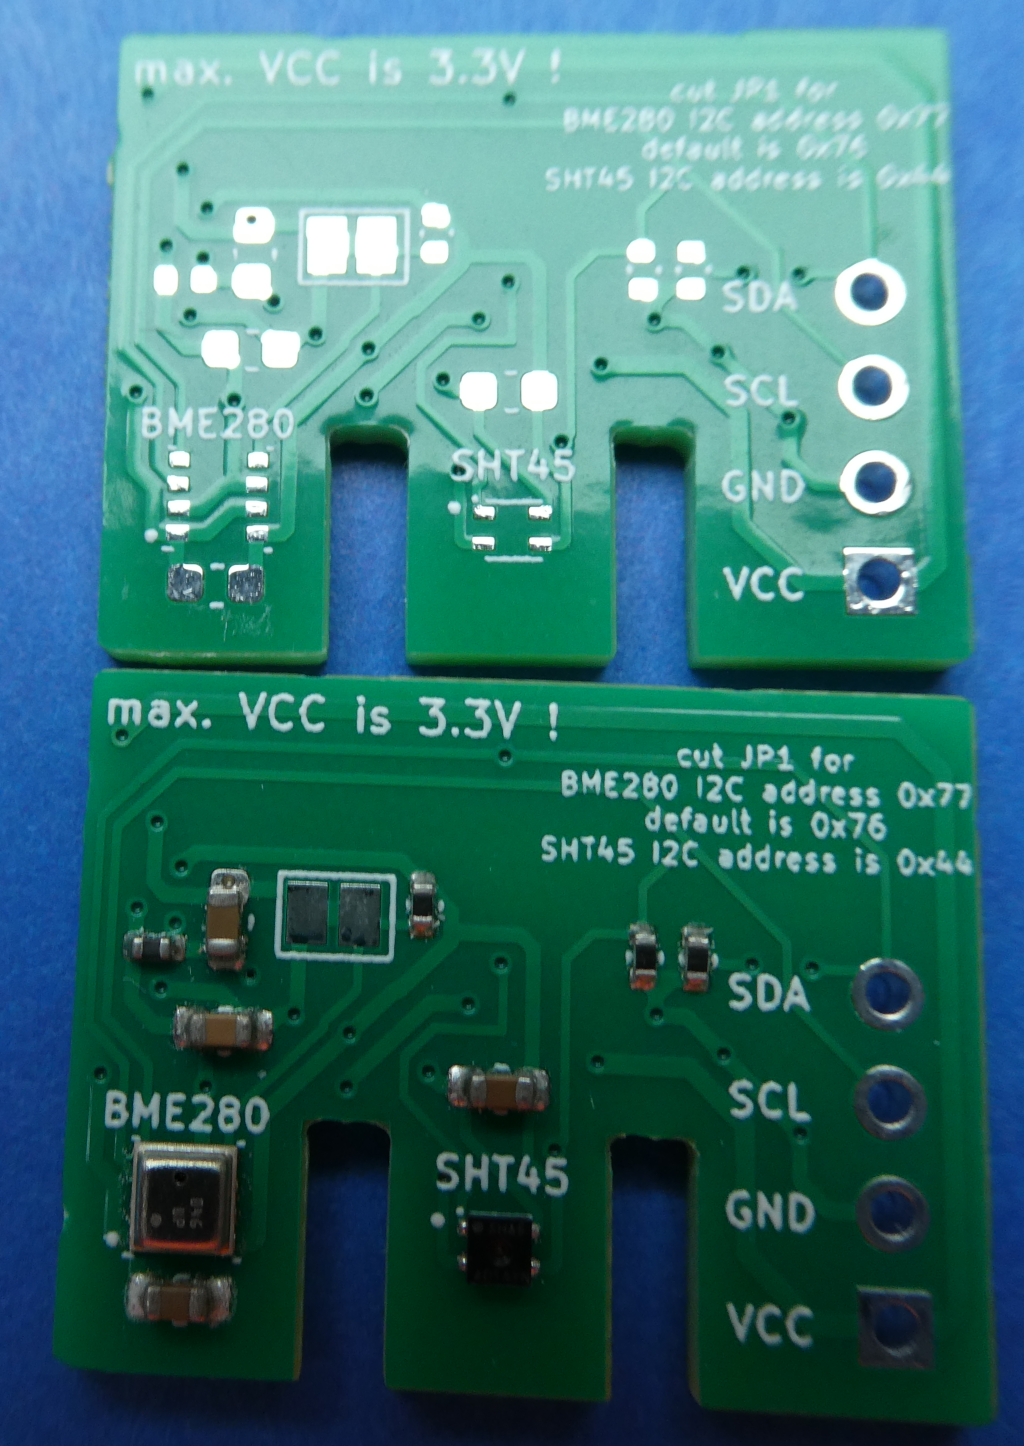 max. VCC is 3.3V !
cut JP1 for
BME280 I2C address 0x77
default is 0x76
SHT45 I2C address is 0x44
SDA
SCL
BME280
SHT45
GND
VCC
max. VCC is 3.3V !
cut JP1 for
BME280 I2C address 0x77
default is 0x76
SHT45 I2C address is 0x44
SDA
SCL
BME280
SHT45
GND
VCC
UP